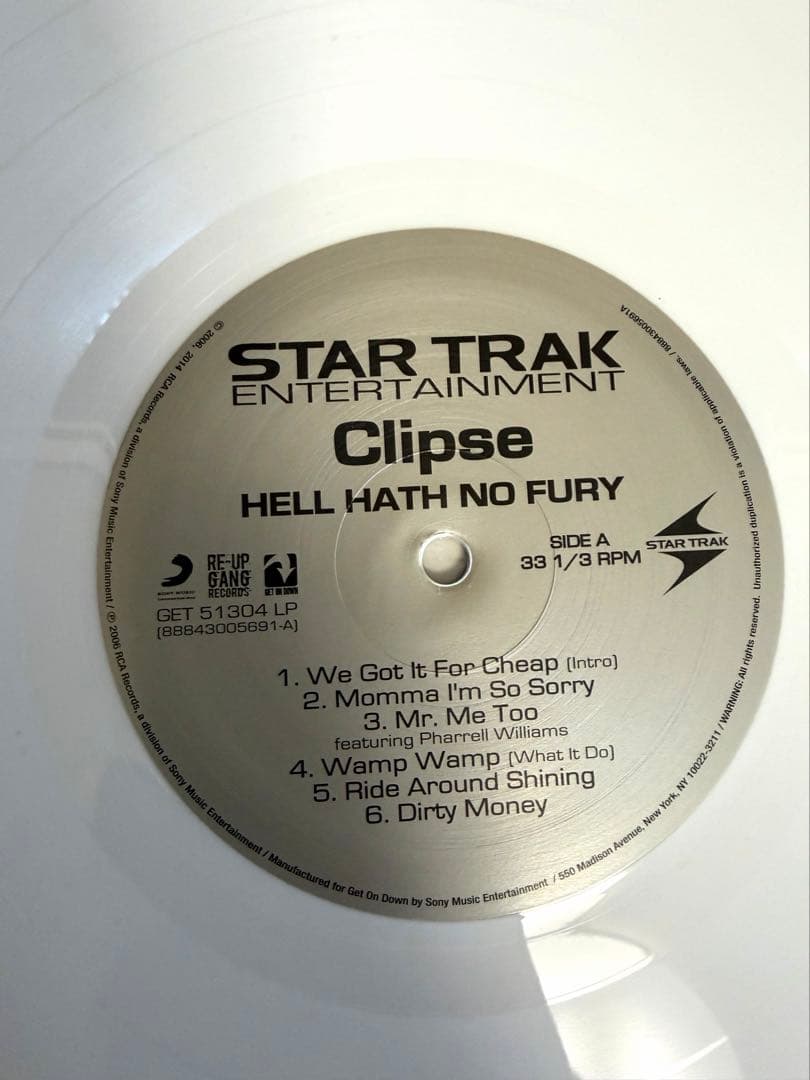 STAR TRAK
ENTERTAINMENT
Clipse
HELL HATH NO FURY
SIDE A
33 1/3 RPM
STAR TRAK
SONY MUSIC
RE-UP
GANG
RECORDS
GET ON DOWN
GET 51304 LP
(88843005691-A)
1. We Got It For Cheap (Intro)
2. Momma I'm So Sorry
3. Mr. Me Too
featuring Pharrell Williams
4. Wamp Wamp (What It Do)
5. Ride Around Shining
6. Dirty Money
© 2006, 2014 RCA Records, a division of Sony Music Entertainment / ℗ 2006 RCA Records, a division of Sony Music Entertainment / Manufactured for Get On Down by Sony Music Entertainment / 550 Madison Avenue, New York, NY 10022-3211 / WARNING: All rights reserved. Unauthorized duplication is a violation of applicable laws. / 88843005691A